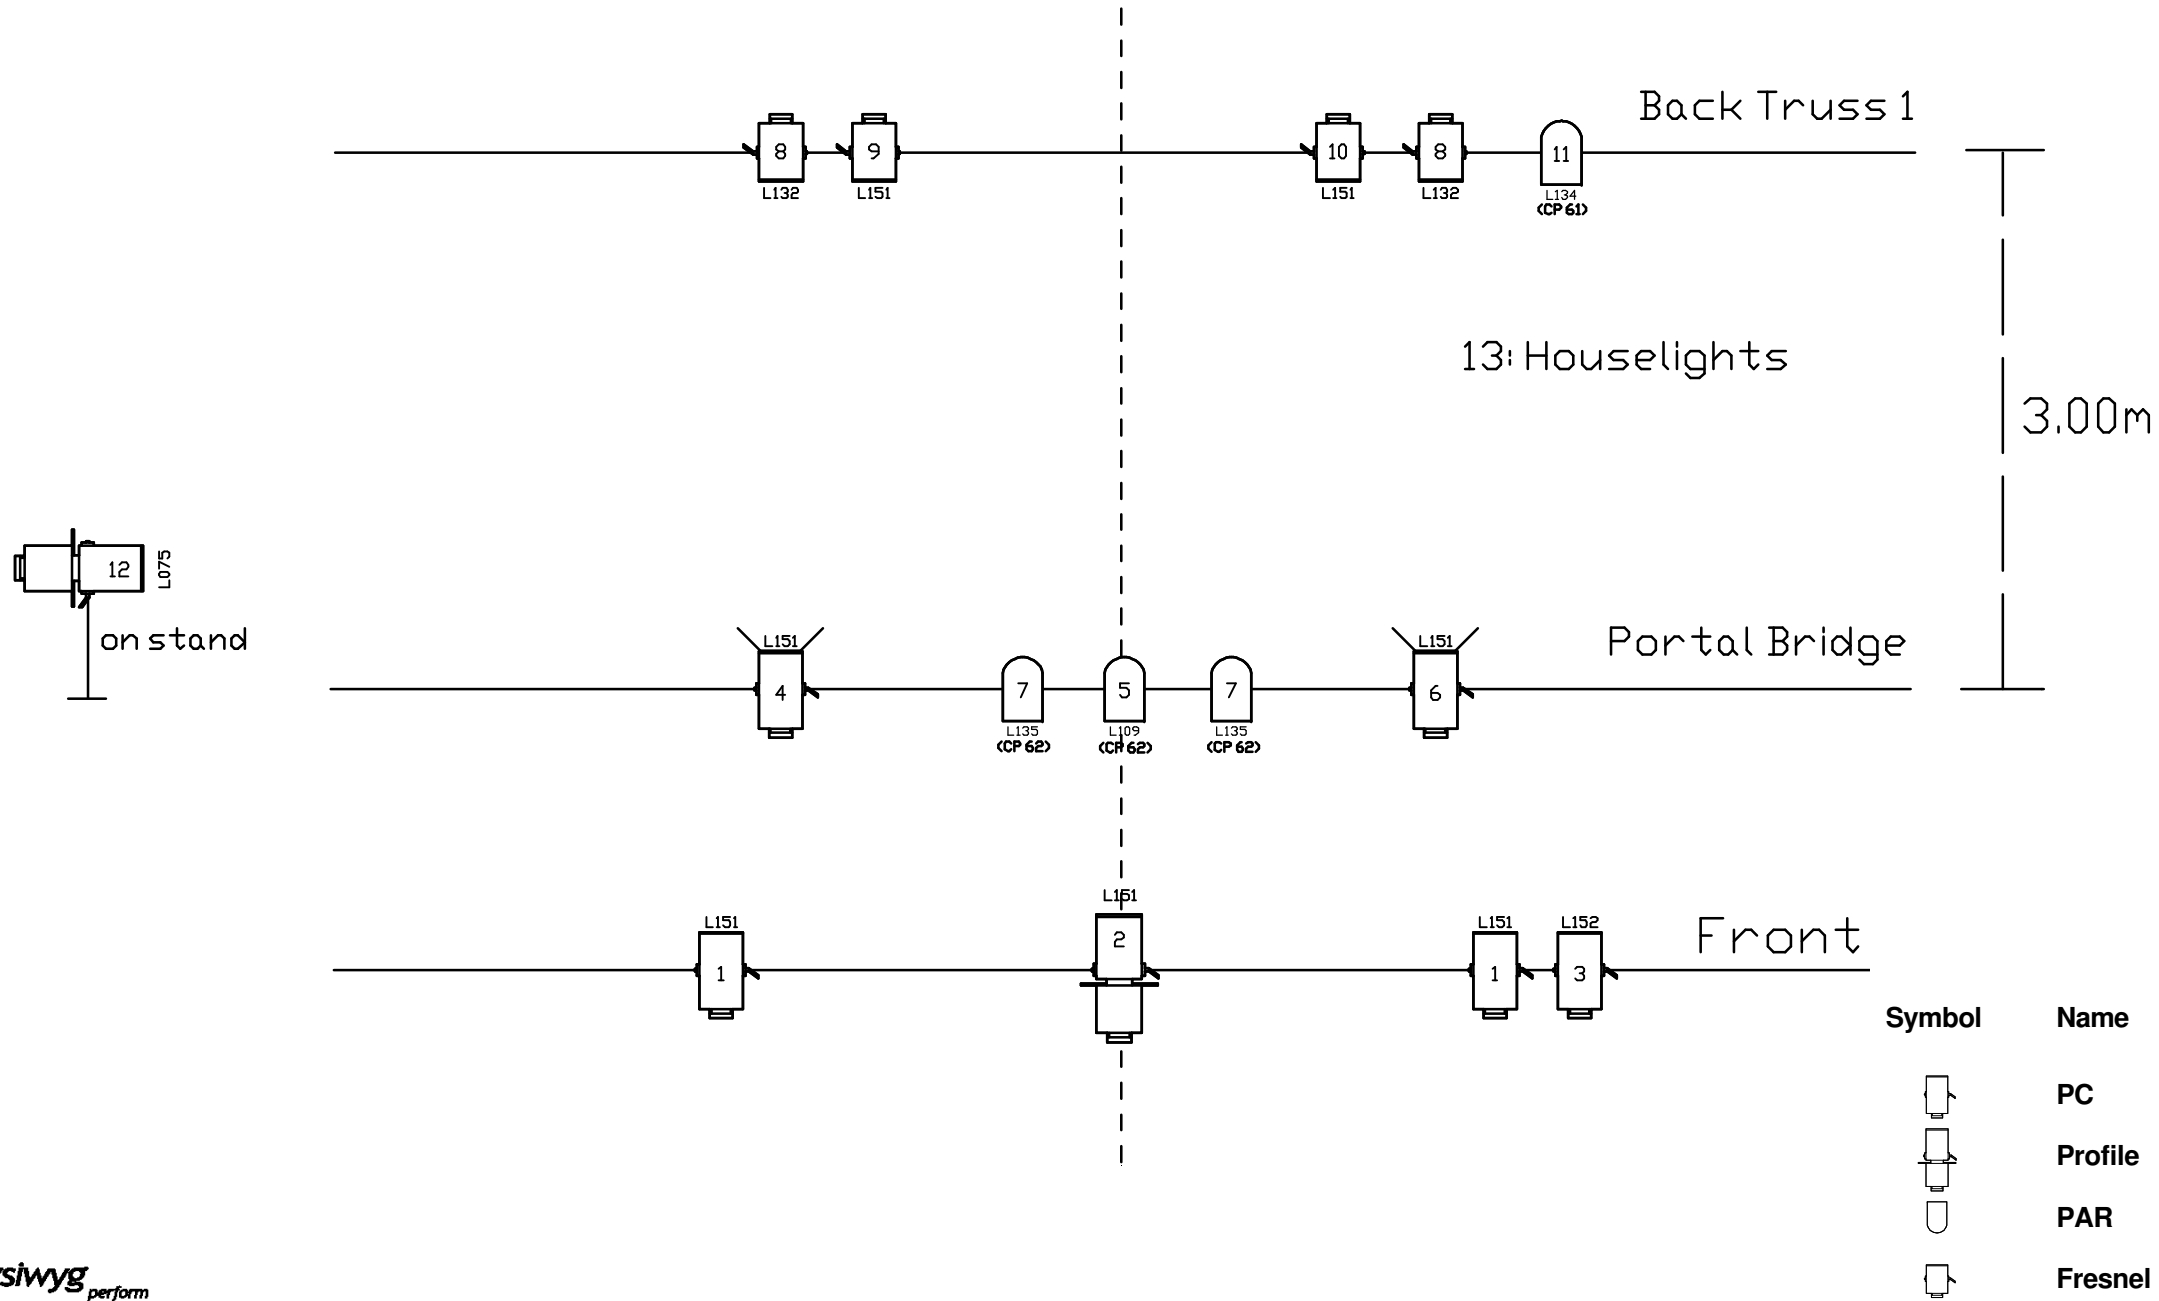 Back Truss 1
8
9
10
8
11
L132
L151
L151
L132
L134
(CP 61)
13: Houselights
3.00m
12
L075
on stand
L151
L151
Portal Bridge
4
7
5
7
6
L135
L109
L135
(CP 62)
(CP 62)
(CP 62)
L151
L151
L151
L152
Front
1
2
1
3
Symbol Name
PC
Profile
PAR
Fresnel
siwyg perform